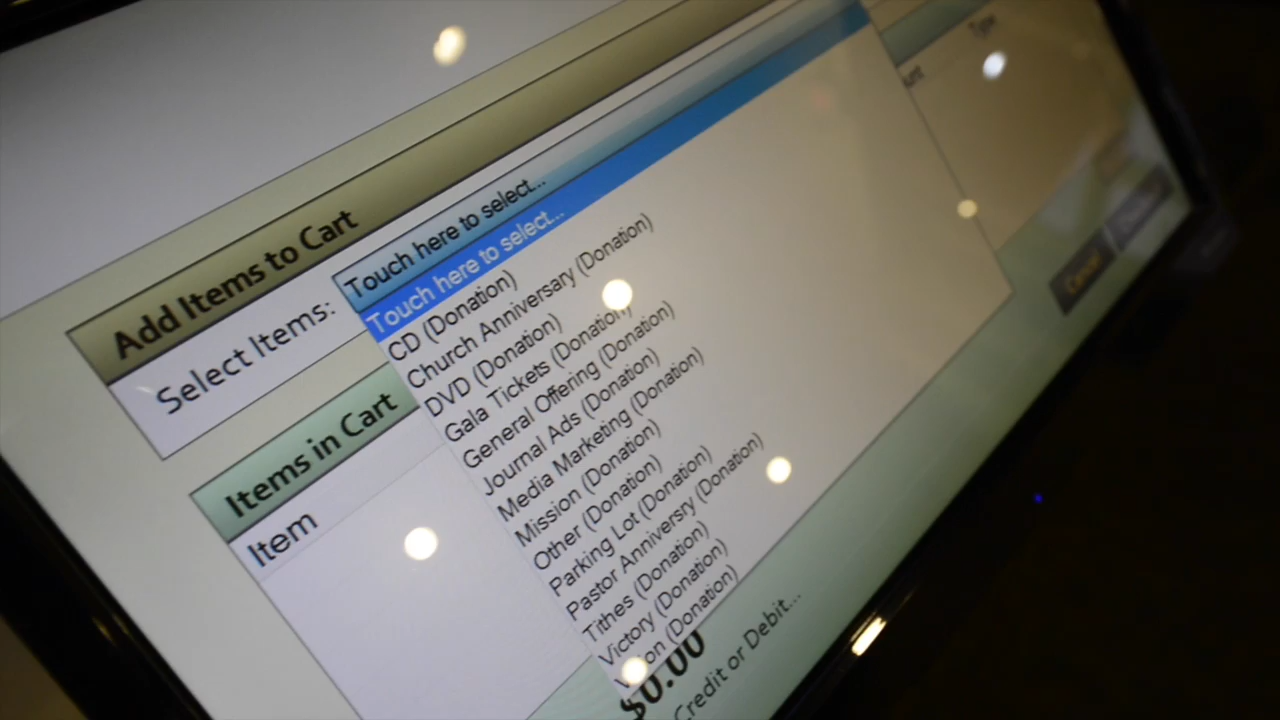 Add Items to Cart
Select Items:
Touch here to select...
Touch here to select...
CD (Donation)
Church Anniversary (Donation)
DVD (Donation)
Gala Tickets (Donation)
General Offering (Donation)
Journal Ads (Donation)
Media Marketing (Donation)
Mission (Donation)
Other (Donation)
Parking Lot (Donation)
Pastor Anniversry (Donation)
Tithes (Donation)
Victory (Donation)
(Donation)
Items in Cart
Item
Type
$0.00
Credit or Debit...
Cancel